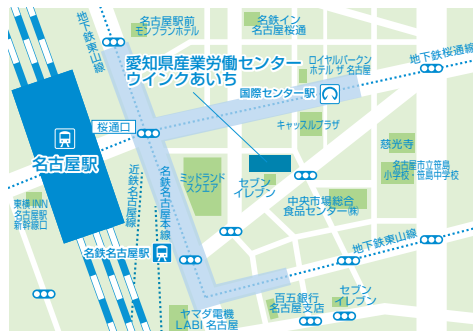 地下鉄東山線
名古屋駅前
モンブランホテル
名鉄イン
名古屋桜通
愛知県産業労働センター
ウインクあいち
ロイヤルパークイン
ホテル ザ 名古屋
地下鉄桜通線
国際センター駅
桜通口
キャッスルプラザ
慈光寺
名古屋駅
近鉄名古屋線
名鉄名古屋本線
ミッドランド
スクエア
セブン
イレブン
名古屋市立笹島
小学校・笹島中学校
東横INN
名古屋駅
新幹線口
中央市場総合
食品センター㈱
名鉄名古屋駅
地下鉄東山線
ヤマダ電機
LABI 名古屋
百五銀行
名古屋支店
セブン
イレブン